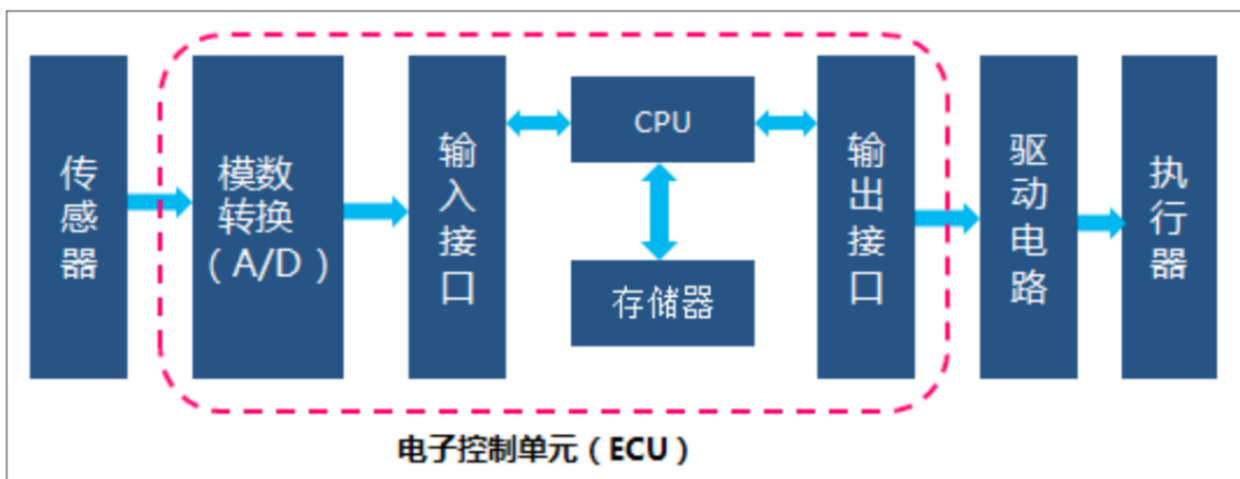 传感器
模数
转换
（A/D）
输入接口
CPU
存储器
输出接口
驱动电路
执行器
电子控制单元（ECU）